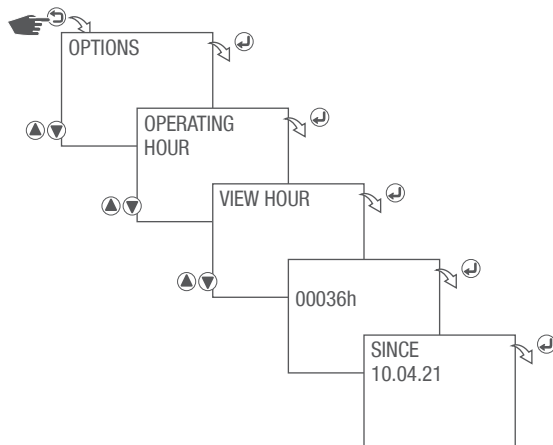 OPTIONS
OPERATING
HOUR
VIEW HOUR
00036h
SINCE
10.04.21